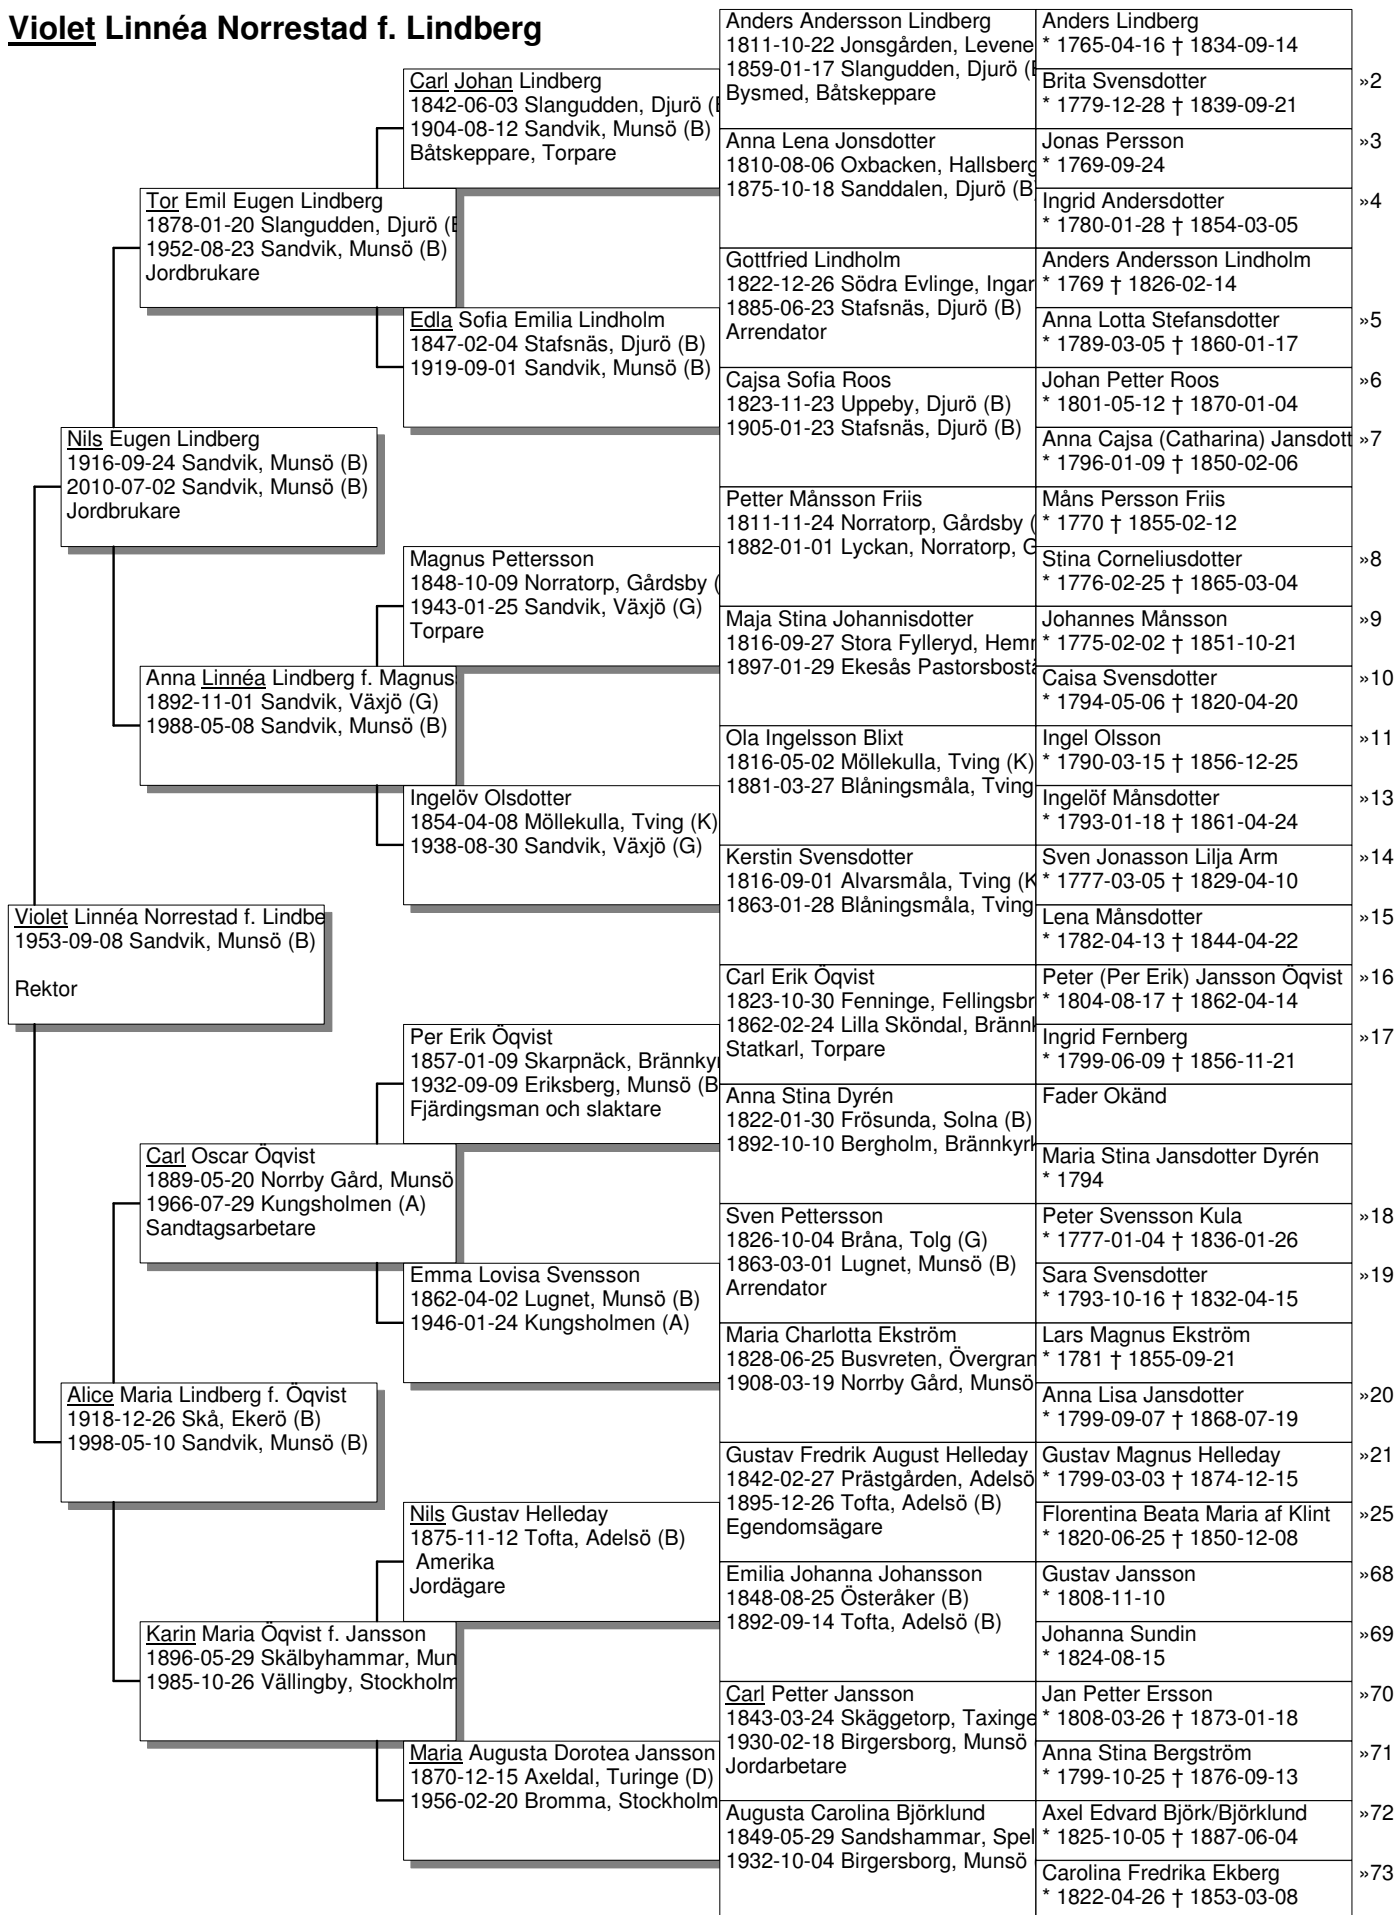 Violet Linnéa Norrestad f. Lindberg
Violet Linnéa Norrestad f. Lindbe
1953-09-08 Sandvik, Munsö (B)
Rektor
Nils Eugen Lindberg
1916-09-24 Sandvik, Munsö (B)
2010-07-02 Sandvik, Munsö (B)
Jordbrukare
Alice Maria Lindberg f. Öqvist
1918-12-26 Skå, Ekerö (B)
1998-05-10 Sandvik, Munsö (B)
Tor Emil Eugen Lindberg
1878-01-20 Slangudden, Djurö (
1952-08-23 Sandvik, Munsö (B)
Jordbrukare
Anna Linnéa Lindberg f. Magnus
1892-11-01 Sandvik, Växjö (G)
1988-05-08 Sandvik, Munsö (B)
Carl Oscar Öqvist
1889-05-20 Norrby Gård, Munsö
1966-07-29 Kungsholmen (A)
Sandtagsarbetare
Karin Maria Öqvist f. Jansson
1896-05-29 Skälbyhammar, Mun
1985-10-26 Vällingby, Stockholm
Carl Johan Lindberg
1842-06-03 Slangudden, Djurö (
1904-08-12 Sandvik, Munsö (B)
Båtskeppare, Torpare
Edla Sofia Emilia Lindholm
1847-02-04 Stafsnäs, Djurö (B)
1919-09-01 Sandvik, Munsö (B)
Magnus Pettersson
1848-10-09 Norratorp, Gårdsby (
1943-01-25 Sandvik, Växjö (G)
Torpare
Ingelöv Olsdotter
1854-04-08 Möllekulla, Tving (K)
1938-08-30 Sandvik, Växjö (G)
Per Erik Öqvist
1857-01-09 Skarpnäck, Brännky
1932-09-09 Eriksberg, Munsö (B
Fjärdingsman och slaktare
Emma Lovisa Svensson
1862-04-02 Lugnet, Munsö (B)
1946-01-24 Kungsholmen (A)
Nils Gustav Helleday
1875-11-12 Tofta, Adelsö (B)
Amerika
Jordägare
Maria Augusta Dorotea Jansson
1870-12-15 Axeldal, Turinge (D)
1956-02-20 Bromma, Stockholm
Anders Andersson Lindberg
1811-10-22 Jonsgården, Levene
1859-01-17 Slangudden, Djurö (
Bysmed, Båtskeppare
Anna Lena Jonsdotter
1810-08-06 Oxbacken, Hallsberg
1875-10-18 Sanddalen, Djurö (B
Gottfried Lindholm
1822-12-26 Södra Evlinge, Ingar
1885-06-23 Stafsnäs, Djurö (B)
Arrendator
Cajsa Sofia Roos
1823-11-23 Uppeby, Djurö (B)
1905-01-23 Stafsnäs, Djurö (B)
Petter Månsson Friis
1811-11-24 Norratorp, Gårdsby (
1882-01-01 Lyckan, Norratorp, G
Maja Stina Johannisdotter
1816-09-27 Stora Fylleryd, Hemm
1897-01-29 Ekesås Pastorsbostä
Ola Ingelsson Blixt
1816-05-02 Möllekulla, Tving (K)
1881-03-27 Blåningsmåla, Tving
Kerstin Svensdotter
1816-09-01 Alvarsmåla, Tving (K
1863-01-28 Blåningsmåla, Tving
Carl Erik Öqvist
1823-10-30 Fenninge, Fellingsbr
1862-02-24 Lilla Sköndal, Brännk
Statkarl, Torpare
Anna Stina Dyrén
1822-01-30 Frösunda, Solna (B)
1892-10-10 Bergholm, Brännkyrk
Sven Pettersson
1826-10-04 Bråna, Tolg (G)
1863-03-01 Lugnet, Munsö (B)
Arrendator
Maria Charlotta Ekström
1828-06-25 Busvreten, Övergran
1908-03-19 Norrby Gård, Munsö
Gustav Fredrik August Helleday
1842-02-27 Prästgården, Adelsö
1895-12-26 Tofta, Adelsö (B)
Egendomsägare
Emilia Johanna Johansson
1848-08-25 Österåker (B)
1892-09-14 Tofta, Adelsö (B)
Carl Petter Jansson
1843-03-24 Skäggetorp, Taxinge
1930-02-18 Birgersborg, Munsö
Jordarbetare
Augusta Carolina Björklund
1849-05-29 Sandshammar, Spel
1932-10-04 Birgersborg, Munsö
Anders Lindberg
* 1765-04-16 † 1834-09-14
Brita Svensdotter »2
* 1779-12-28 † 1839-09-21
Jonas Persson »3
* 1769-09-24
Ingrid Andersdotter »4
* 1780-01-28 † 1854-03-05
Anders Andersson Lindholm
* 1769 † 1826-02-14
Anna Lotta Stefansdotter »5
* 1789-03-05 † 1860-01-17
Johan Petter Roos »6
* 1801-05-12 † 1870-01-04
Anna Cajsa (Catharina) Jansdott »7
* 1796-01-09 † 1850-02-06
Måns Persson Friis
* 1770 † 1855-02-12
Stina Corneliusdotter »8
* 1776-02-25 † 1865-03-04
Johannes Månsson »9
* 1775-02-02 † 1851-10-21
Caisa Svensdotter »10
* 1794-05-06 † 1820-04-20
Ingel Olsson »11
* 1790-03-15 † 1856-12-25
Ingelöf Månsdotter »13
* 1793-01-18 † 1861-04-24
Sven Jonasson Lilja Arm »14
* 1777-03-05 † 1829-04-10
Lena Månsdotter »15
* 1782-04-13 † 1844-04-22
Peter (Per Erik) Jansson Öqvist »16
* 1804-08-17 † 1862-04-14
Ingrid Fernberg »17
* 1799-06-09 † 1856-11-21
Fader Okänd
Maria Stina Jansdotter Dyrén
* 1794
Peter Svensson Kula »18
* 1777-01-04 † 1836-01-26
Sara Svensdotter »19
* 1793-10-16 † 1832-04-15
Lars Magnus Ekström
* 1781 † 1855-09-21
Anna Lisa Jansdotter »20
* 1799-09-07 † 1868-07-19
Gustav Magnus Helleday »21
* 1799-03-03 † 1874-12-15
Florentina Beata Maria af Klint »25
* 1820-06-25 † 1850-12-08
Gustav Jansson »68
* 1808-11-10
Johanna Sundin »69
* 1824-08-15
Jan Petter Ersson »70
* 1808-03-26 † 1873-01-18
Anna Stina Bergström »71
* 1799-10-25 † 1876-09-13
Axel Edvard Björk/Björklund »72
* 1825-10-05 † 1887-06-04
Carolina Fredrika Ekberg »73
* 1822-04-26 † 1853-03-08